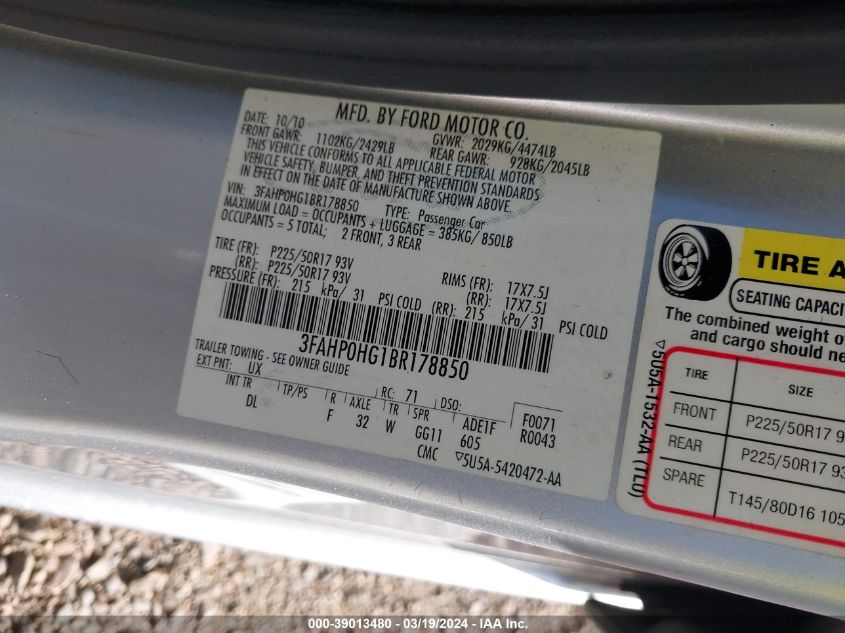 MFD. BY FORD MOTOR CO.
DATE: 10/10 GVWR: 2029KG/4474LB
FRONT GAWR: 1102KG/2429LB REAR GAWR: 928KG/2045LB
THIS VEHICLE CONFORMS TO ALL APPLICABLE FEDERAL MOTOR
VEHICLE SAFETY, BUMPER, AND THEFT PREVENTION STANDARDS
IN EFFECT ON THE DATE OF MANUFACTURE SHOWN ABOVE.
VIN: 3FAHP0HG1BR178850 TYPE: Passenger Car
MAXIMUM LOAD = OCCUPANTS + LUGGAGE = 385KG/ 850LB
OCCUPANTS = 5 TOTAL; 2 FRONT, 3 REAR
TIRE (FR): P225/50R17 93V RIMS (FR): 17X7.5J
(RR): P225/50R17 93V (RR): 17X7.5J
PRESSURE (FR): 215 kPa/ 31 PSI COLD (RR): 215 kPa/31 PSI COLD
3FAHP0HG1BR178850
TRAILER TOWING - SEE OWNER GUIDE
EXT PNT: UX RC: 71 DSO: F0071
INT TR TP/PS R AXLE TR SPR ADE1F R0043
DL F 32 W GG11 605
CMC ▽5U5A-5420472-AA
TIRE A
SEATING CAPACI
The combined weight o
and cargo should ne
TIRE SIZE
FRONT P225/50R17 9
REAR P225/50R17 93
SPARE T145/80D16 105
▽5U5A-1532-AA (TL0)
000-39013480 - 03/19/2024 - IAA Inc.